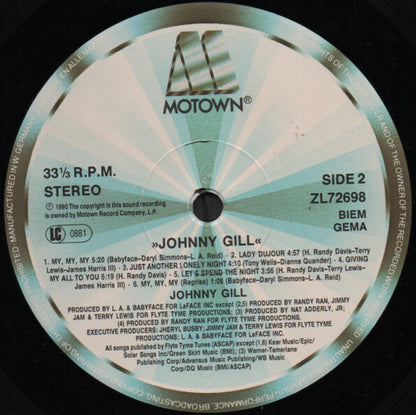 MOTOWN®
33⅓ R.P.M.
STEREO
SIDE 2
ZL72698
℗ 1990 The copyright in this sound recording
is owned by Motown Record Company, L.P.
BIEM
GEMA
LC 0881
»JOHNNY GILL«
1. MY, MY, MY 5:20 (Babyface-Daryl Simmons-L. A. Reid) · 2. LADY DUJOUR 4:57 (H. Randy Davis-Terry
Lewis-James Harris III) · 3. JUST ANOTHER LONELY NIGHT 4:10 (Tony Wells-Dianne Quander) · 4. GIVING
MY ALL TO YOU 5:19 (H. Randy Davis) · 5. LET'S SPEND THE NIGHT 3:56 (H. Randy Davis-Terry Lewis-
James Harris III) · 6. MY, MY, MY (Reprise) 1:08 (Babyface-Daryl Simmons-L. A. Reid)
JOHNNY GILL
PRODUCED BY L. A. & BABYFACE FOR LaFACE INC except (2,5) PRODUCED BY RANDY RAN, JIMMY
JAM & TERRY LEWIS FOR FLYTE TYME PRODUCTIONS; (3) PRODUCED BY NAT ADDERLY, JR;
(4) PRODUCED BY RANDY RAN FOR FLYTE TYME PRODUCTIONS.
EXECUTIVE PRODUCERS: JHERYL BUSBY; JIMMY JAM & TERRY LEWIS FOR FLYTE TYME
PRODUCTIONS; L. A. & BABYFACE FOR LaFACE INC.
All songs published by Flyte Tyme Tunes (ASCAP) except (1,6) Kear Music/Epic/
Solar Songs Inc/Green Skirt Music (BMI); (3) Warner-Tamerlane
Publishing Corp/Advansus Music Publishing/WB Music
Corp/DQ Music (BMI/ASCAP)
MANUFACTURED IN W. GERMANY